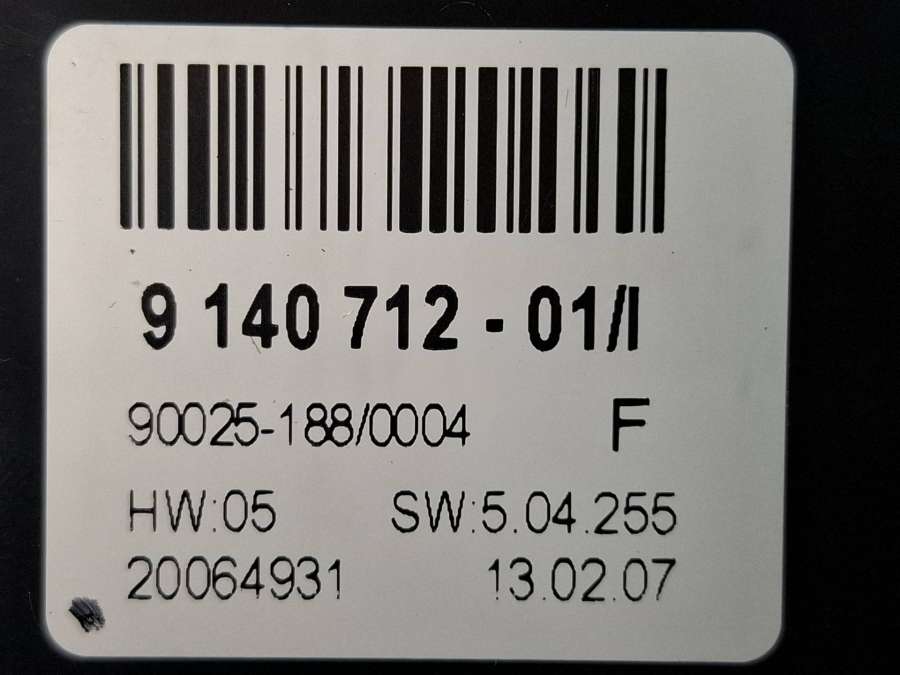 9 140 712 - 01/I
90025-188/0004 F
HW:05 SW:5.04.255
20064931 13.02.07